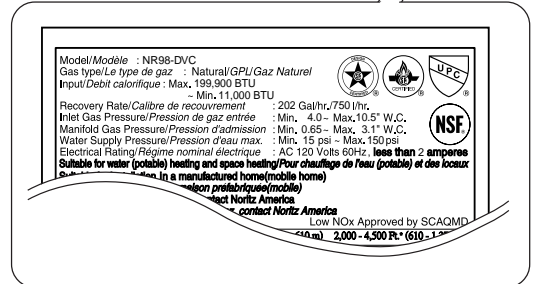 Model/Modèle : NR98-DVC
Gas type/Le type de gaz : Natural/GPL/Gaz Naturel
Input/Debit calorifique : Max. 199,900 BTU
~ Min. 11,000 BTU
Recovery Rate/Calibre de recouvrement : 202 Gal/hr./750 l/hr.
Inlet Gas Pressure/Pression de gaz entrée : Min. 4.0 ~ Max. 10.5" W.C.
Manifold Gas Pressure/Pression d'admission : Min. 0.65 ~ Max. 3.1" W.C.
Water Supply Pressure/Pression d'eau max. : Min. 15 psi ~ Max. 150 psi
Electrical Rating/Régime nominal électrique : AC 120 Volts 60Hz, less than 2 amperes
Suitable for water (potable) heating and space heating/Pour chauffage de l'eau (potable) et des locaux
in a manufactured home(mobile home)
maison préfabriquée(mobile)
contact Noritz America
contact Noritz America
Low NOx Approved by SCAQMD
2,000 - 4,500 Ft.* (610 -
CERTIFIED
UPC
NSF